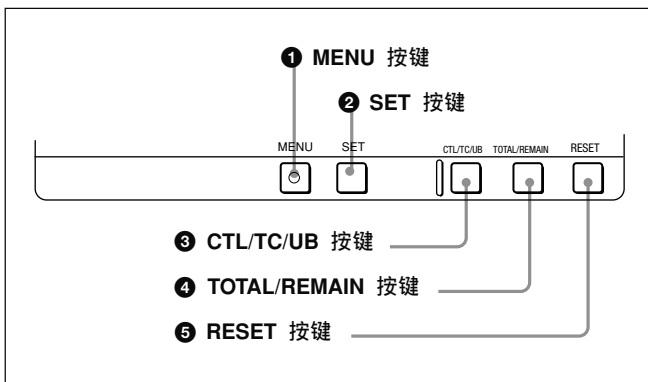 ❶ MENU 按键
❷ SET 按键
MENU SET CTL/TC/UB TOTAL/REMAIN RESET
❸ CTL/TC/UB 按键
❹ TOTAL/REMAIN 按键
❺ RESET 按键